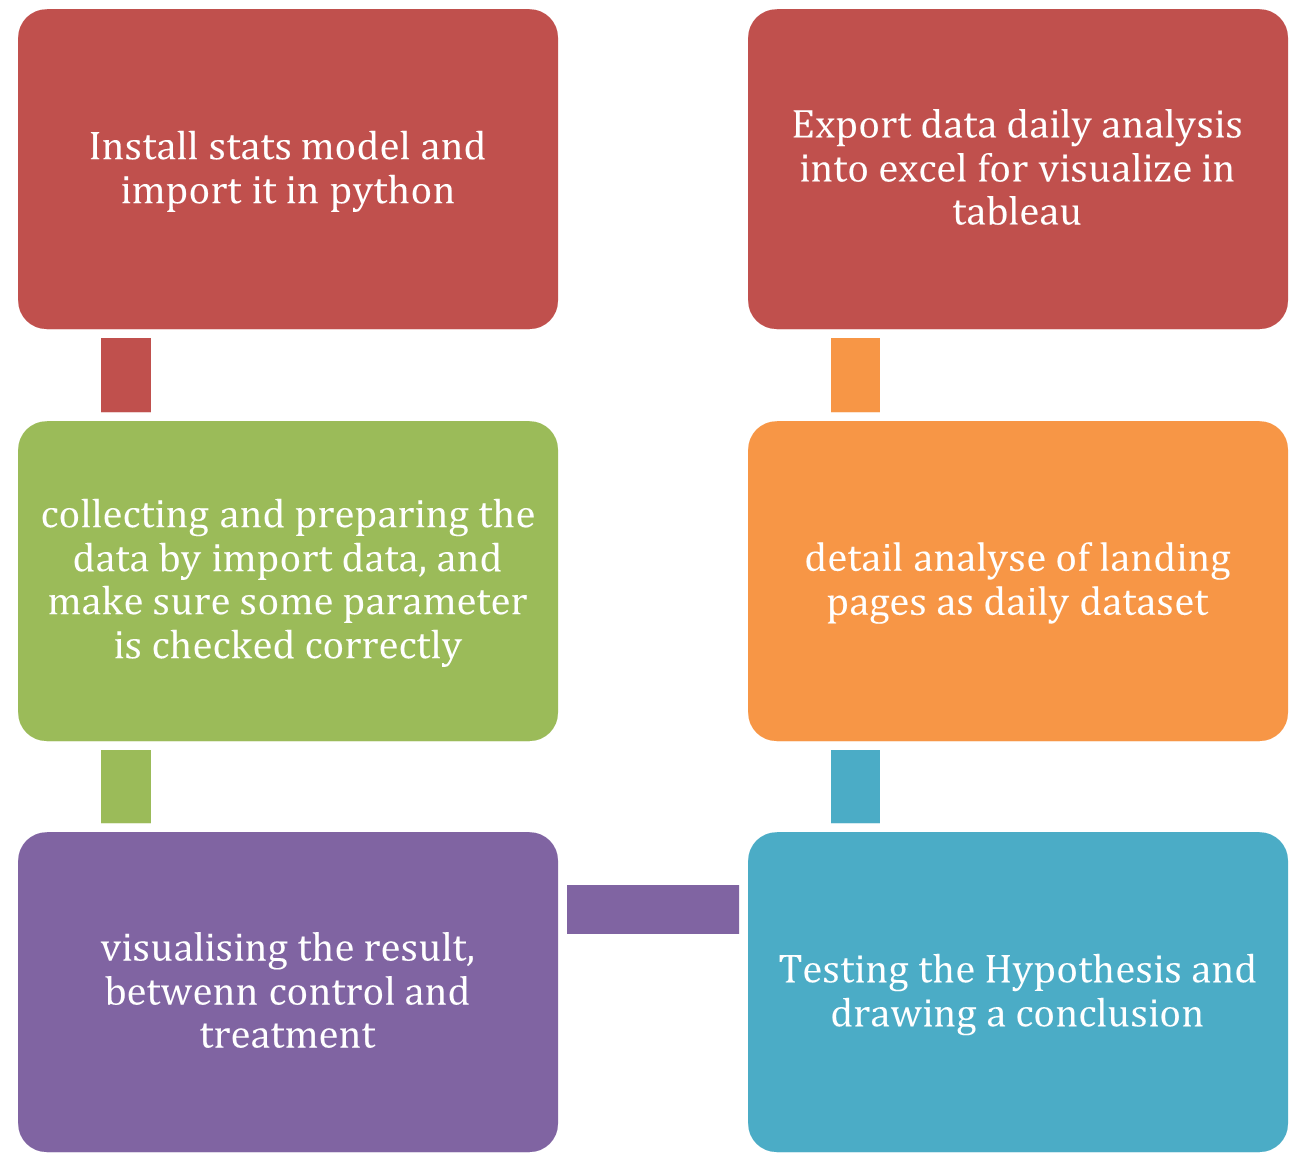 Install stats model and
import it in python
collecting and preparing the
data by import data, and
make sure some parameter
is checked correctly
visualising the result,
betwenn control and
treatment
Testing the Hypothesis and
drawing a conclusion
detail analyse of landing
pages as daily dataset
Export data daily analysis
into excel for visualize in
tableau